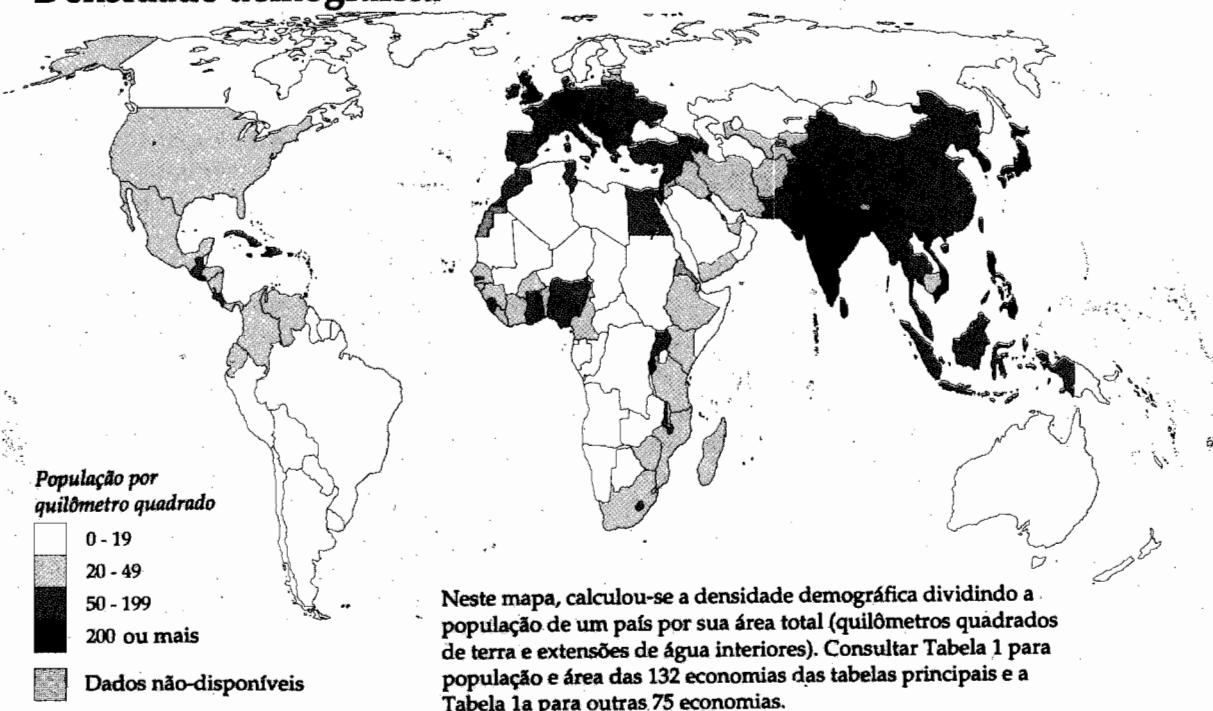 Densidade demográfica
População por
quilômetro quadrado
0 - 19
20 - 49
50 - 199
200 ou mais
Dados não-disponíveis
Neste mapa, calculou-se a densidade demográfica dividindo a
população de um país por sua área total (quilômetros quadrados
de terra e extensões de água interiores). Consultar Tabela 1 para
população e área das 132 economias das tabelas principais e a
Tabela 1a para outras 75 economias.